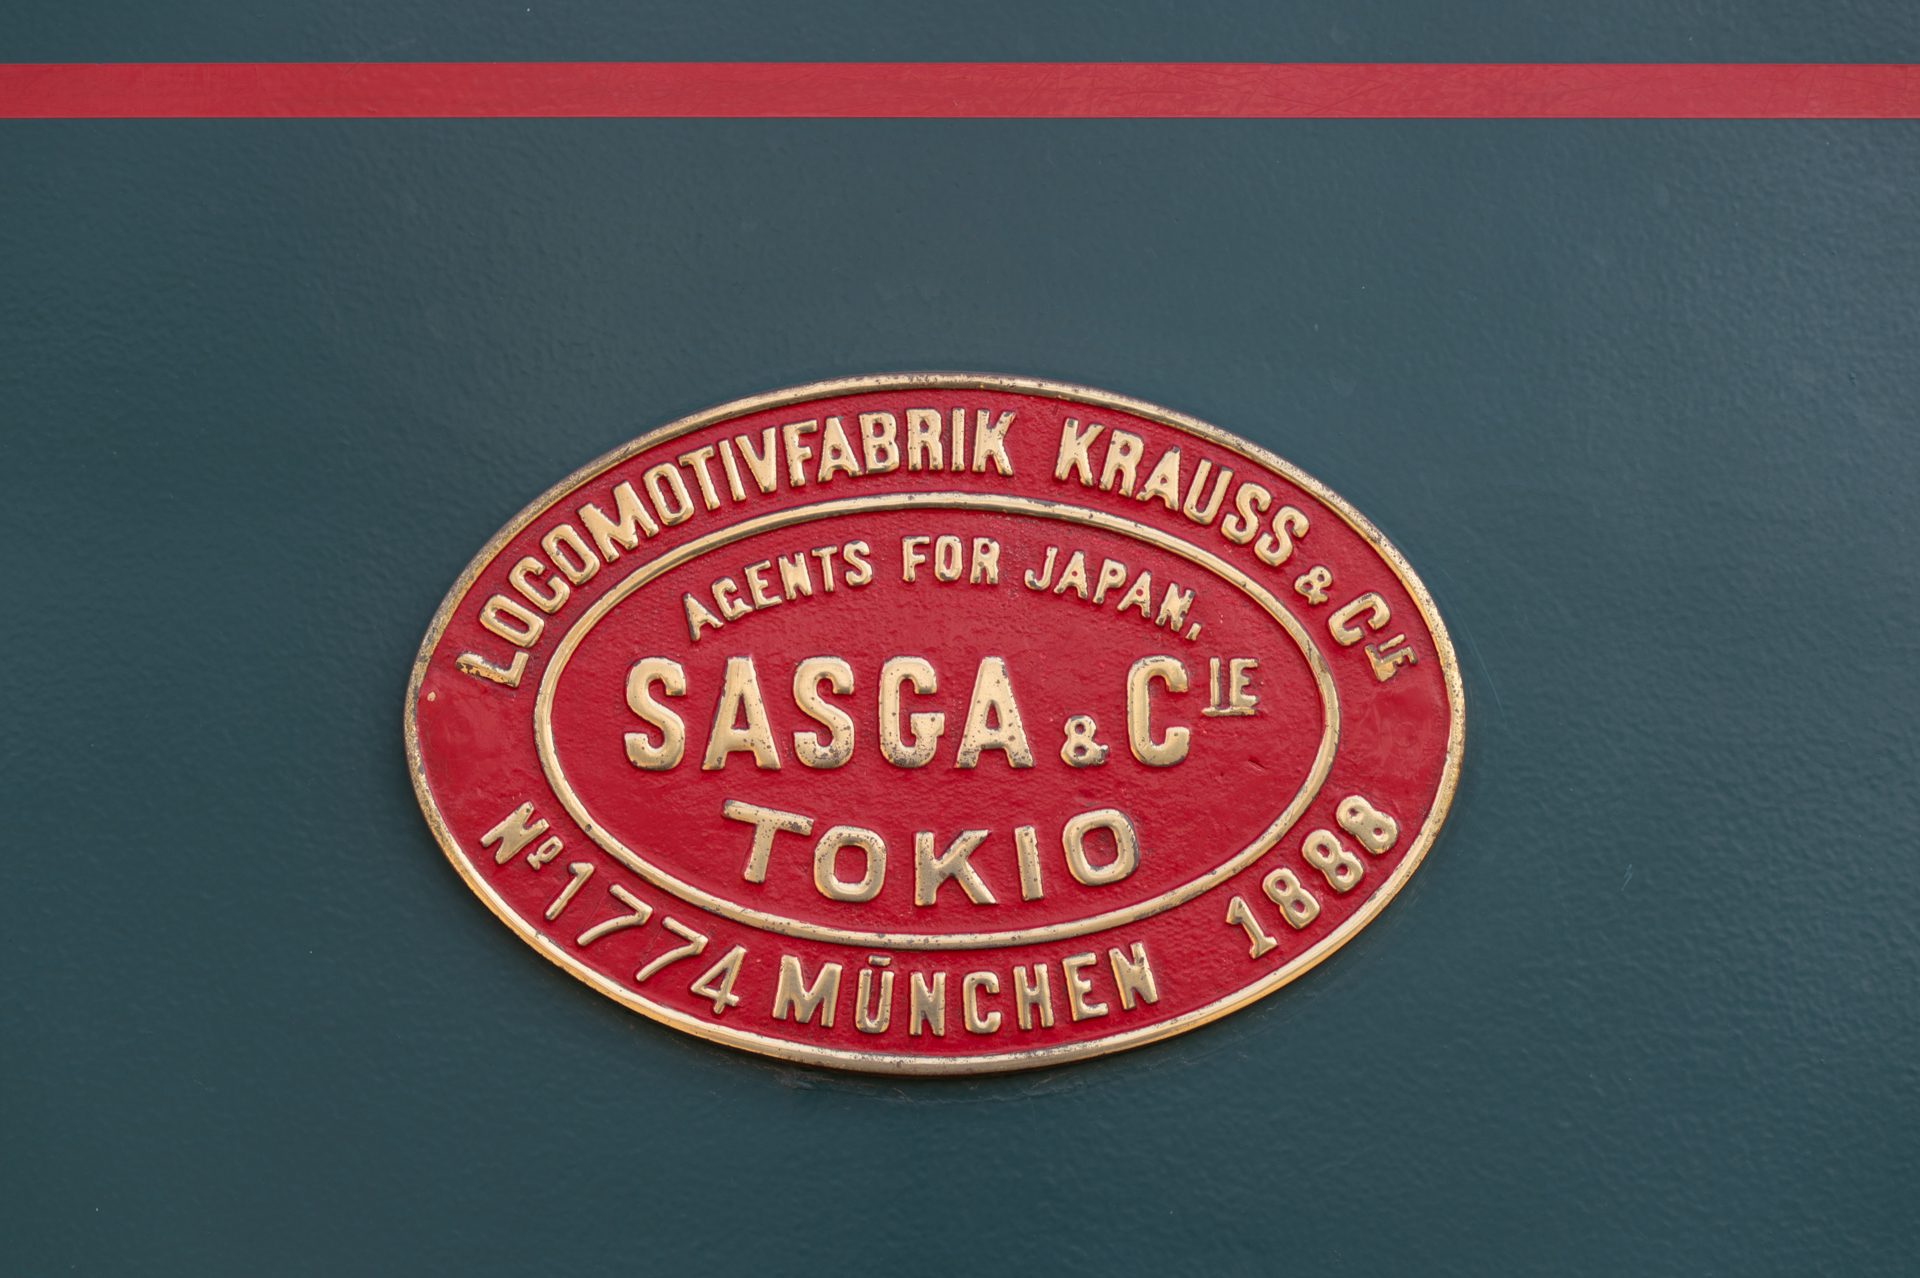 LOCOMOTIVFABRIK KRAUSS & CIE
AGENTS FOR JAPAN,
SASGA & CIE
TOKIO
No 1774 MÜNCHEN 1888